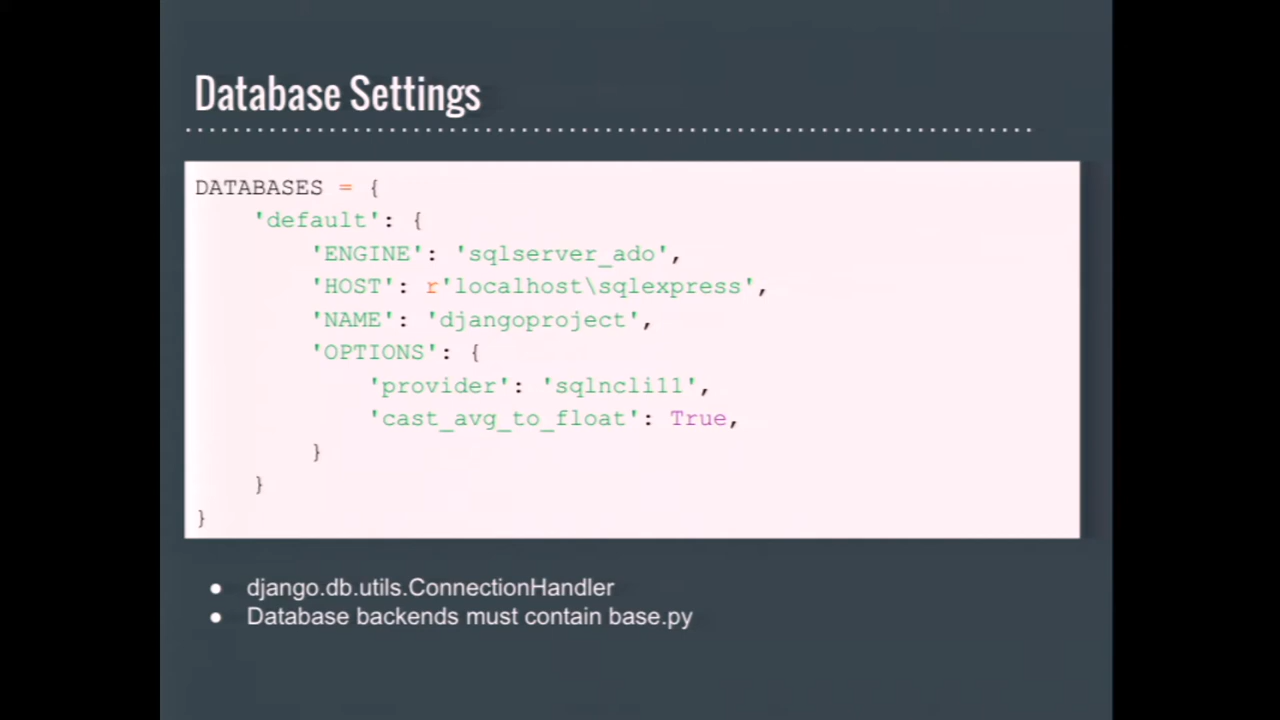 Database Settings
DATABASES = {
    'default': {
        'ENGINE': 'sqlserver_ado',
        'HOST': r'localhost\sqlexpress',
        'NAME': 'djangoproject',
        'OPTIONS': {
            'provider': 'sqlncli11',
            'cast_avg_to_float': True,
        }
    }
}
● django.db.utils.ConnectionHandler
● Database backends must contain base.py